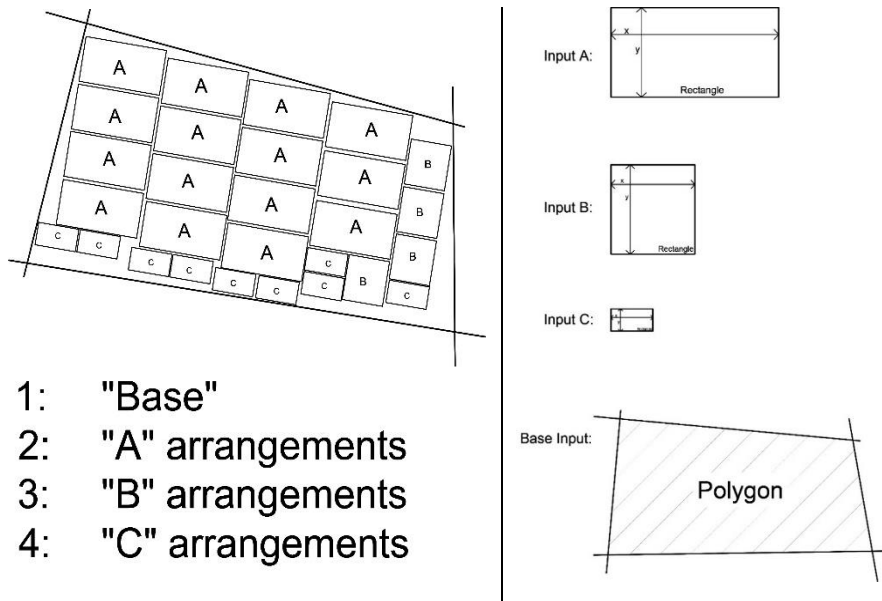 A
A
A
A
B
A
A
A
A
B
A
A
A
A
B
A
A
A
C
C
C
C
C
C
C
C
B
C
1: "Base"
2: "A" arrangements
3: "B" arrangements
4: "C" arrangements
Input A:
x
y
Rectangle
Input B:
x
y
Rectangle
Input C:
Base Input:
Polygon